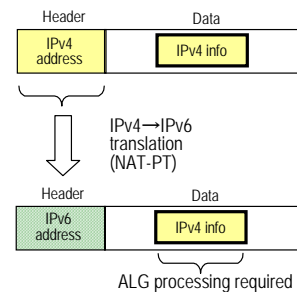 Header Data
IPv4
address
IPv4 info
IPv4→IPv6
translation
(NAT-PT)
Header Data
IPv6
address
IPv4 info
ALG processing required